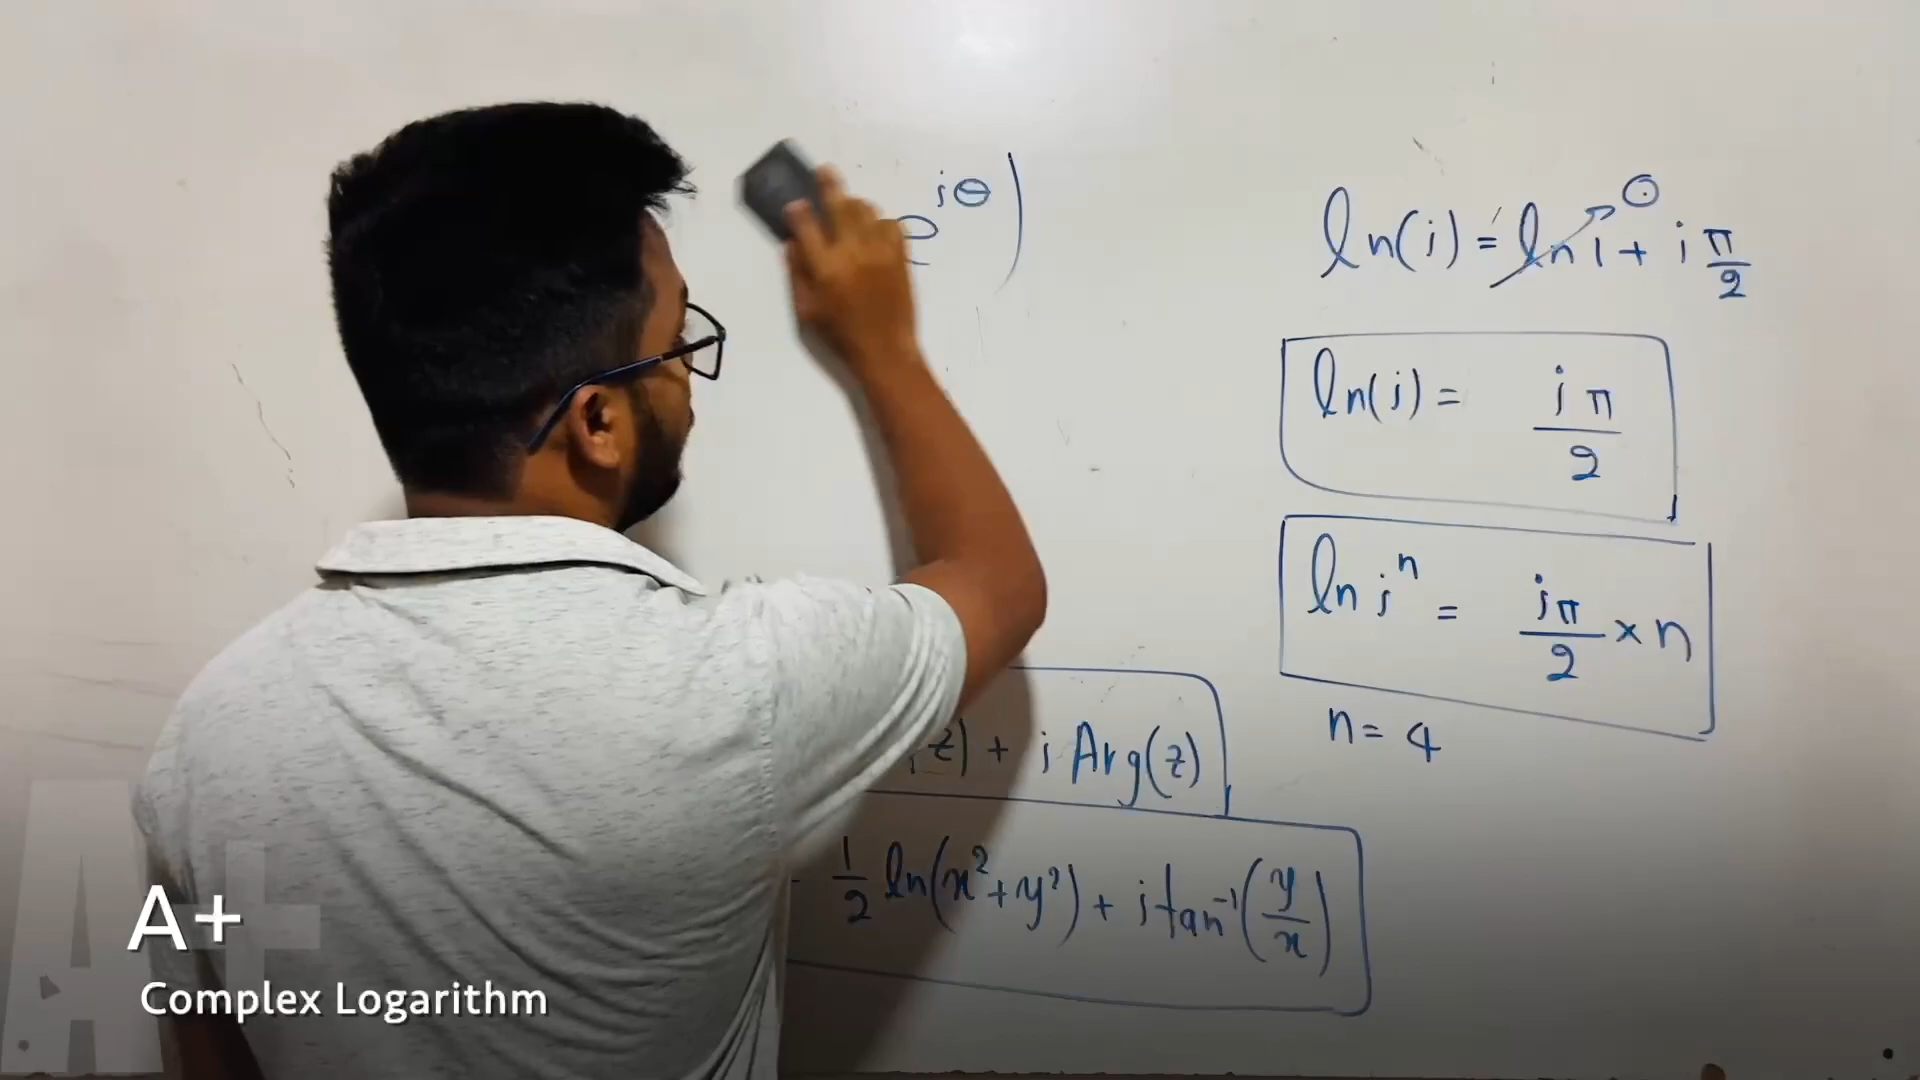 e^{iθ})
ln(i) = ln 1 + i π/2
0
ln(i) = iπ/2
ln i^n = iπ/2 × n
n = 4
z) + i Arg(z)
1/2 ln(x² + y²) + i tan⁻¹(y/x)
A+
Complex Logarithm